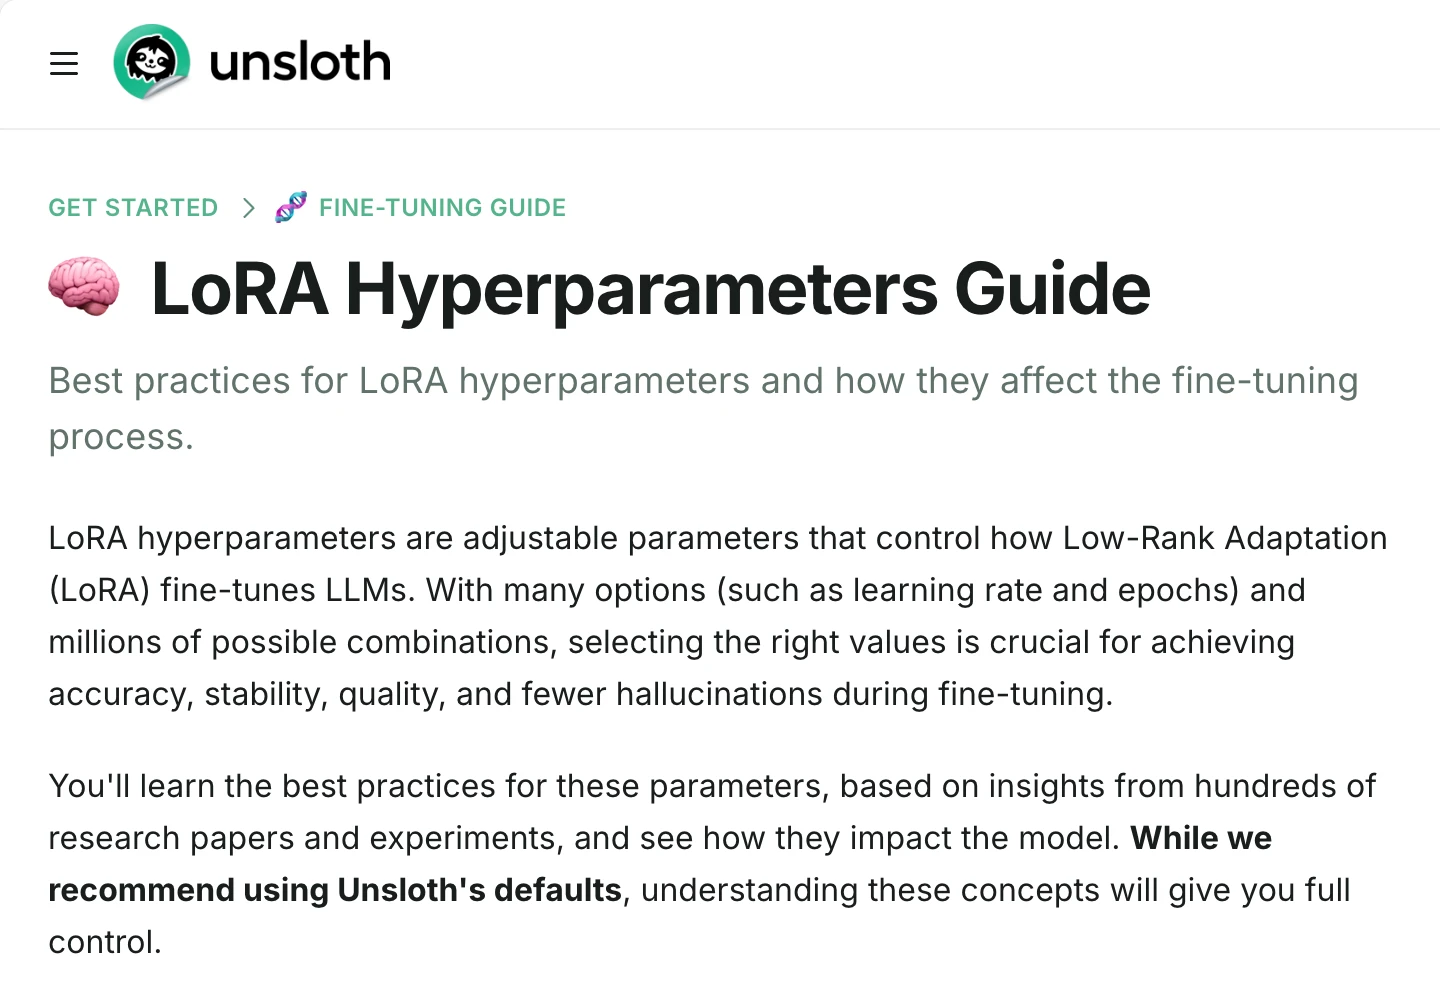 unsloth
GET STARTED > FINE-TUNING GUIDE
LoRA Hyperparameters Guide
Best practices for LoRA hyperparameters and how they affect the fine-tuning
process.
LoRA hyperparameters are adjustable parameters that control how Low-Rank Adaptation
(LoRA) fine-tunes LLMs. With many options (such as learning rate and epochs) and
millions of possible combinations, selecting the right values is crucial for achieving
accuracy, stability, quality, and fewer hallucinations during fine-tuning.
You'll learn the best practices for these parameters, based on insights from hundreds of
research papers and experiments, and see how they impact the model. While we
recommend using Unsloth's defaults, understanding these concepts will give you full
control.